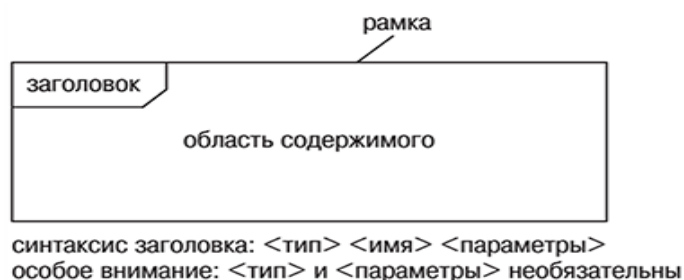 рамка
заголовок
область содержимого
синтаксис заголовка: <тип> <имя> <параметры>
особое внимание: <тип> и <параметры> необязательны